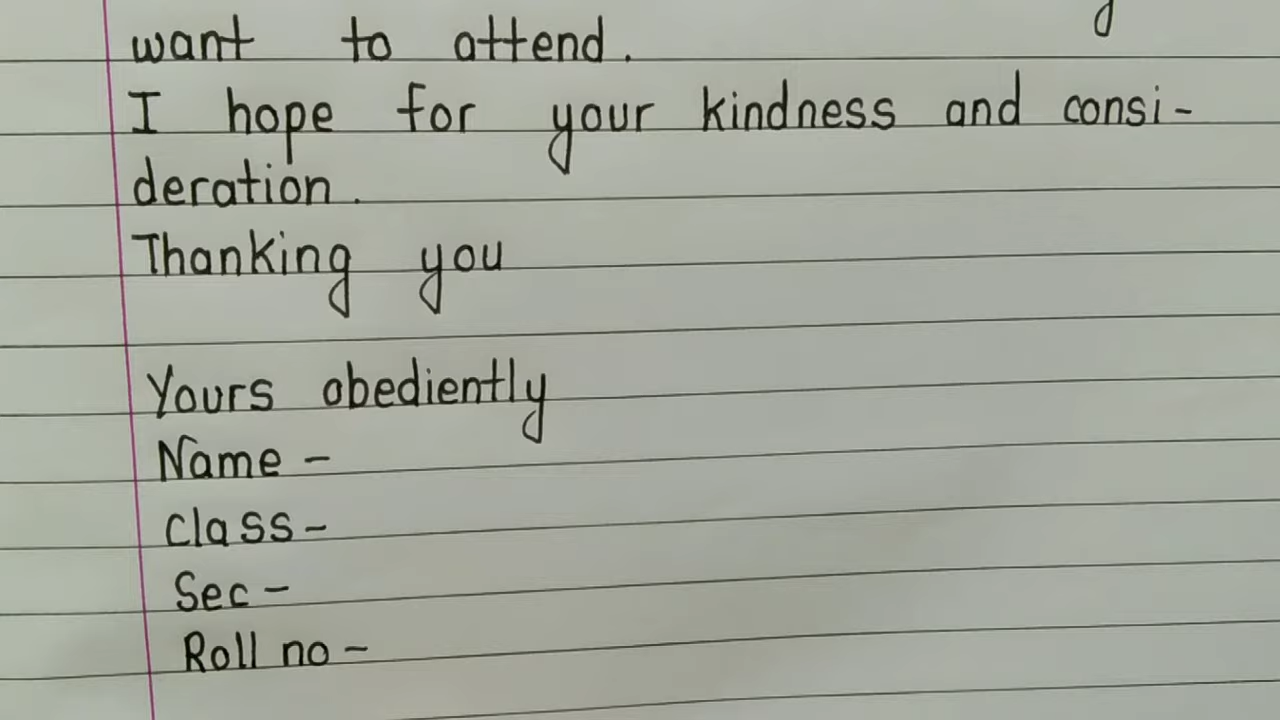 want to attend.
I hope for your kindness and consi-
deration.
Thanking you
Yours obediently
Name -
Class -
Sec -
Roll no -